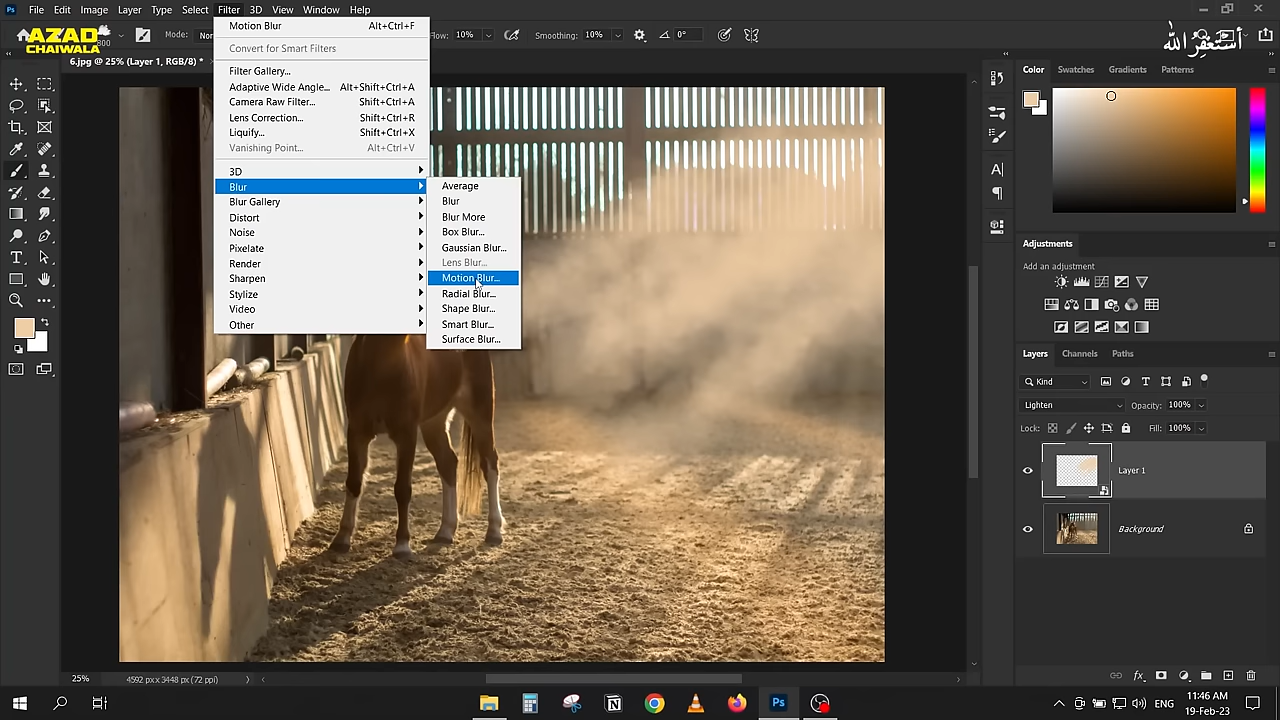 Ps File Edit Image Layer Type Select Filter 3D View Window Help
AZAD
CHAIWALA
أستغفر الله
800 Mode: Nor Flow: 10% Smoothing: 10% 0°
6.jpg @ 25% (Layer 1, RGB/8) *
Motion Blur Alt+Ctrl+F
Convert for Smart Filters
Filter Gallery...
Adaptive Wide Angle... Alt+Shift+Ctrl+A
Camera Raw Filter... Shift+Ctrl+A
Lens Correction... Shift+Ctrl+R
Liquify... Shift+Ctrl+X
Vanishing Point... Alt+Ctrl+V
3D
Blur
Blur Gallery
Distort
Noise
Pixelate
Render
Sharpen
Stylize
Video
Other
Average
Blur
Blur More
Box Blur...
Gaussian Blur...
Lens Blur...
Motion Blur...
Radial Blur...
Shape Blur...
Smart Blur...
Surface Blur...
Color Swatches Gradients Patterns
Adjustments
Add an adjustment
Layers Channels Paths
Kind
Lighten Opacity: 100%
Lock: Fill: 100%
Layer 1
Background
25% 4592 px x 3448 px (72 ppi)
Ps
ENG
11:46 AM
19-Feb-23